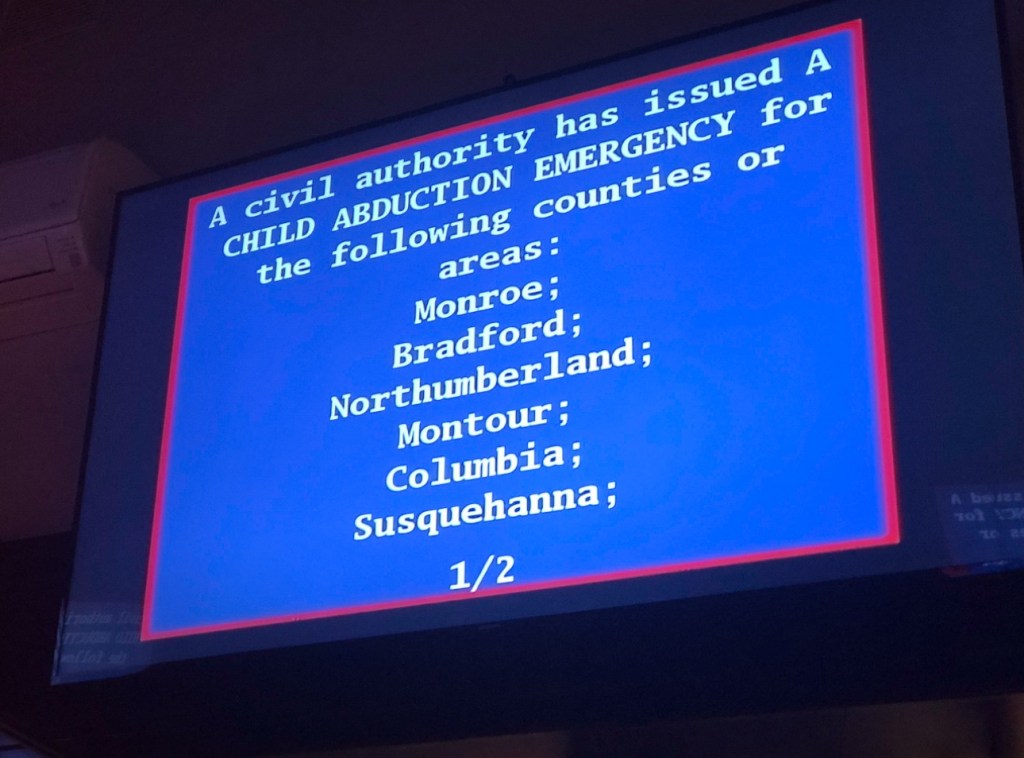 A civil authority has issued A
CHILD ABDUCTION EMERGENCY for
the following counties or
areas:
Monroe;
Bradford;
Northumberland;
Montour;
Columbia;
Susquehanna;
1/2